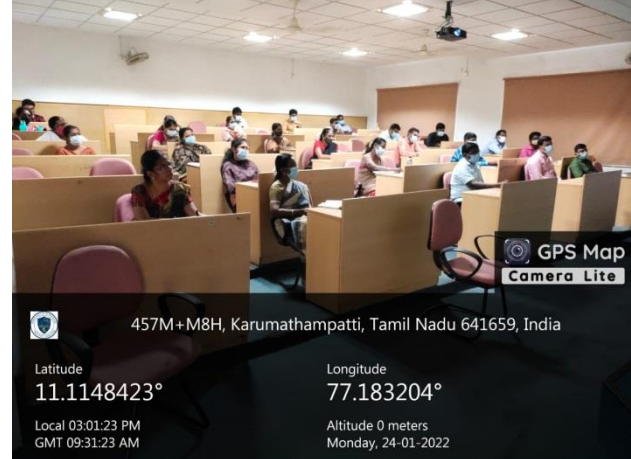 GPS Map
Camera Lite
457M+M8H, Karumathampatti, Tamil Nadu 641659, India
Latitude
11.1148423°
Longitude
77.183204°
Local 03:01:23 PM
GMT 09:31:23 AM
Altitude 0 meters
Monday, 24-01-2022